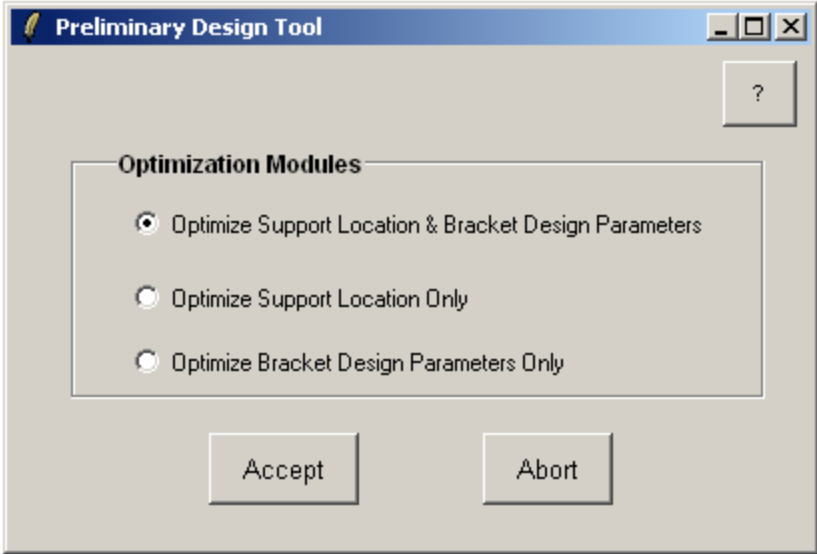 Preliminary Design Tool
?
Optimization Modules
Optimize Support Location & Bracket Design Parameters
Optimize Support Location Only
Optimize Bracket Design Parameters Only
Accept Abort